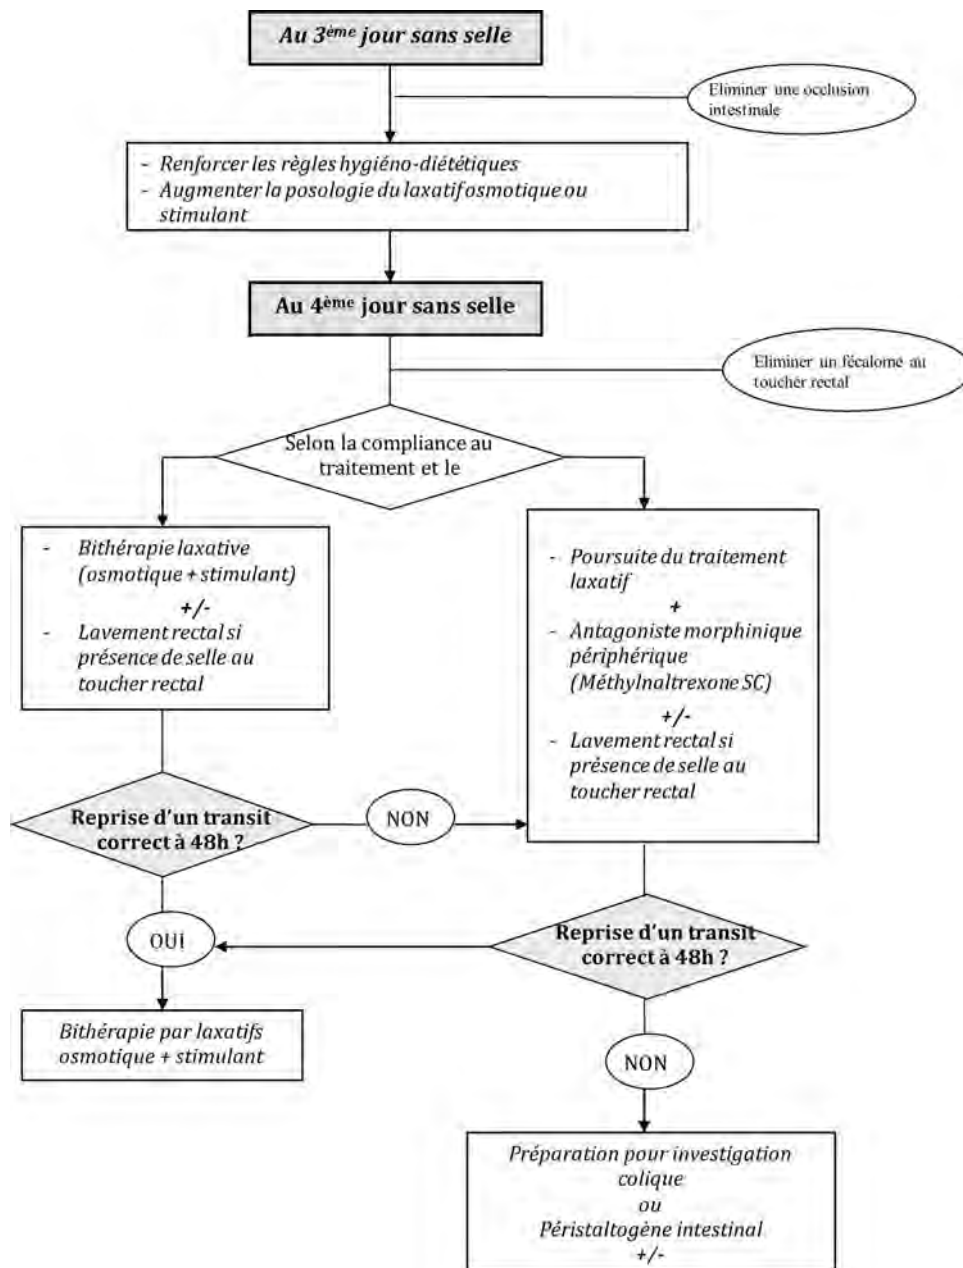 Au 3ème jour sans selle
Eliminer une occlusion
intestinale
- Renforcer les règles hygiéno-diététiques
- Augmenter la posologie du laxatif osmotique ou
stimulant
Au 4ème jour sans selle
Eliminer un fécalome au
toucher rectal
Selon la compliance au
traitement et le
- Bithérapie laxative
(osmotique + stimulant)
+/-
- Lavement rectal si
présence de selle au
toucher rectal
- Poursuite du traitement
laxatif
+
- Antagoniste morphinique
périphérique
(Méthylnaltrexone SC)
+/-
- Lavement rectal si
présence de selle au
toucher rectal
Reprise d'un transit
correct à 48h ?
NON
OUI
Reprise d'un transit
correct à 48h ?
Bithérapie par laxatifs
osmotique + stimulant
NON
Préparation pour investigation
colique
ou
Péristaltogène intestinal
+/-